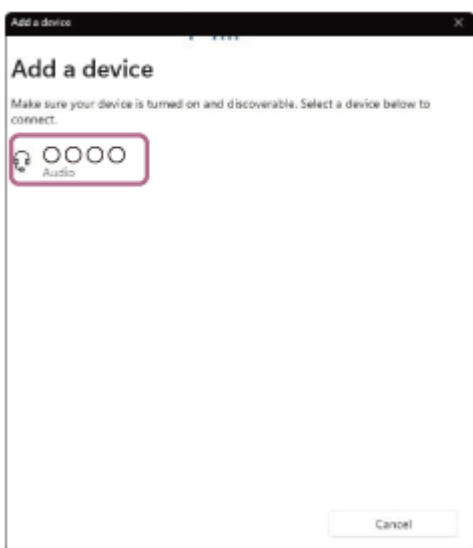 Add a device
Add a device
Make sure your device is turned on and discoverable. Select a device below to
connect.
○○○○
Audio
Cancel